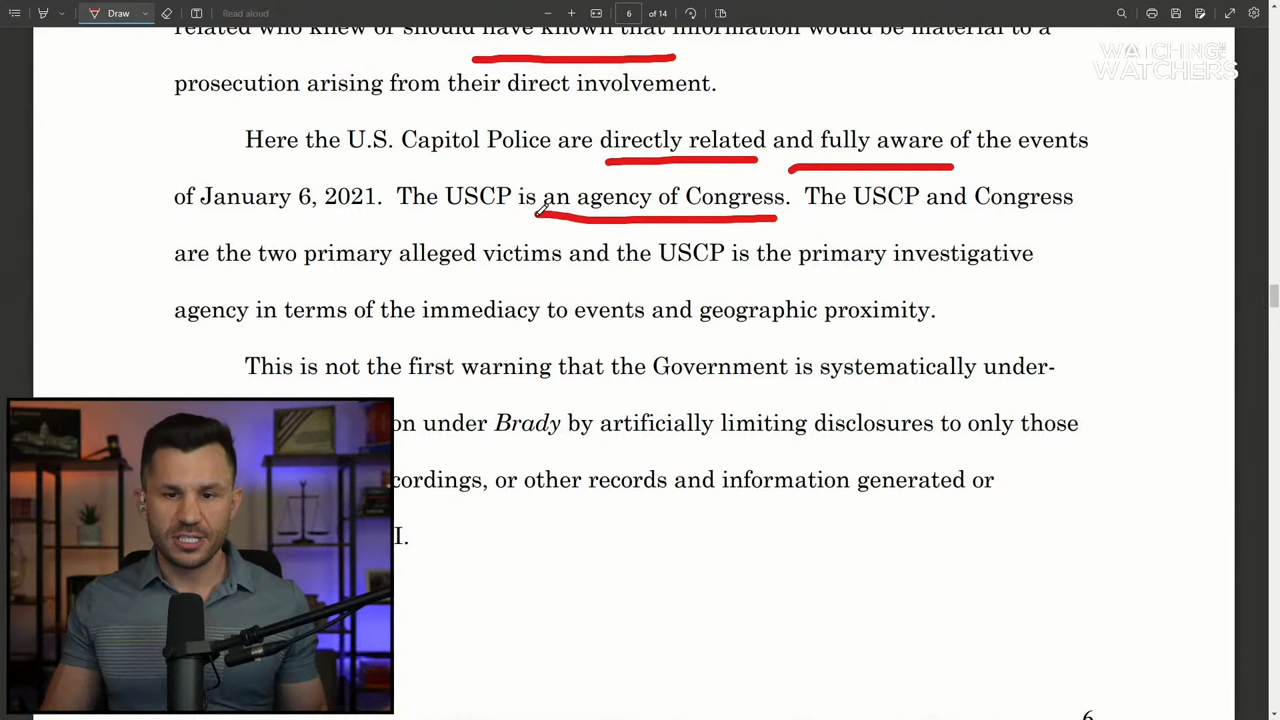 Draw
Read aloud
6
of 14
WATCHING THE
WATCHERS
related who knew or should have known that information would be material to a
prosecution arising from their direct involvement.
Here the U.S. Capitol Police are directly related and fully aware of the events
of January 6, 2021. The USCP is an agency of Congress. The USCP and Congress
are the two primary alleged victims and the USCP is the primary investigative
agency in terms of the immediacy to events and geographic proximity.
This is not the first warning that the Government is systematically under-
on under Brady by artificially limiting disclosures to only those
cordings, or other records and information generated or
I.
6